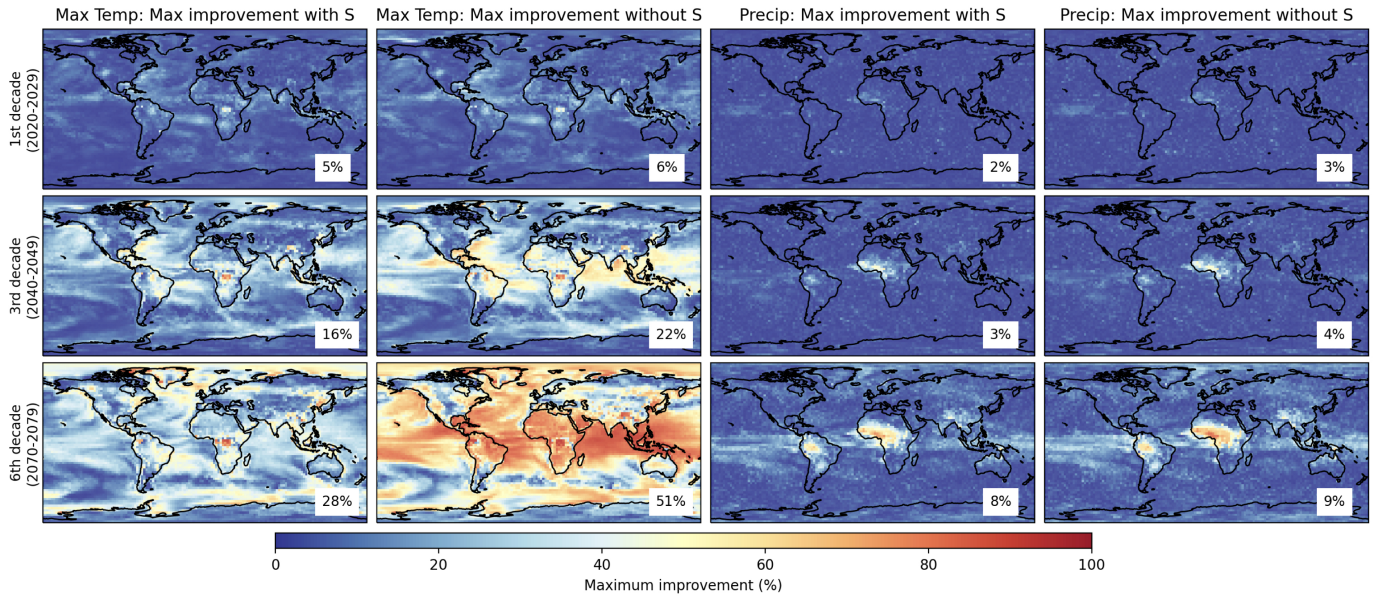 Max Temp: Max improvement with S
Max Temp: Max improvement without S
Precip: Max improvement with S
Precip: Max improvement without S
1st decade
(2020-2029)
5%
6%
2%
3%
3rd decade
(2040-2049)
16%
22%
3%
4%
6th decade
(2070-2079)
28%
51%
8%
9%
0
20
40
60
80
100
Maximum improvement (%)